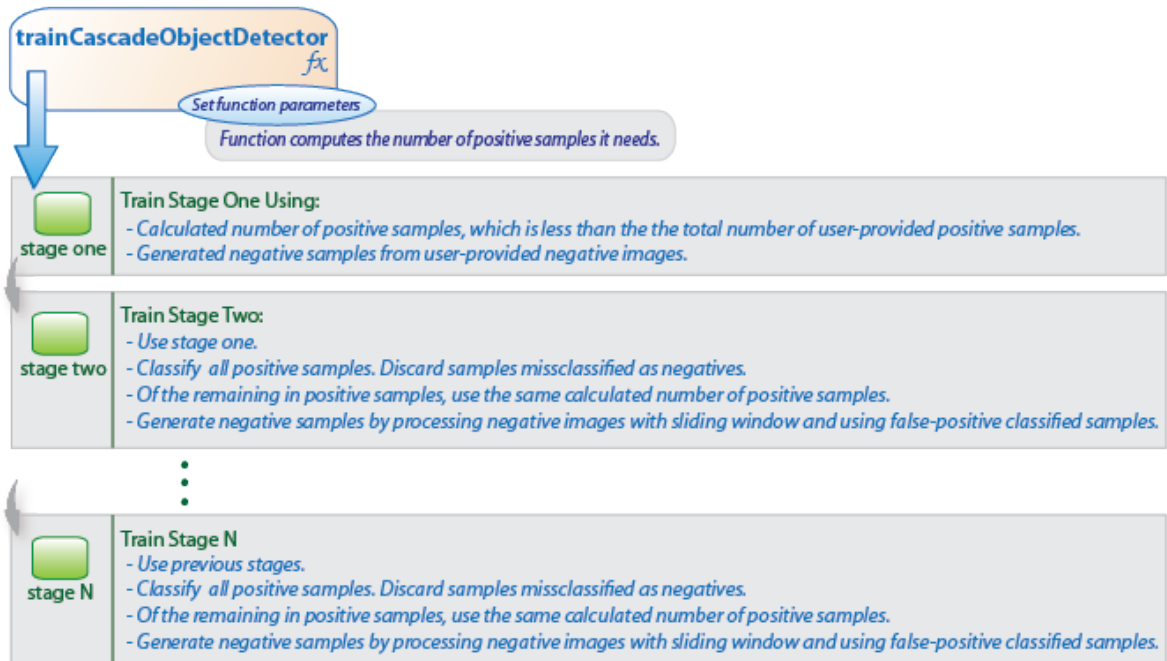 trainCascadeObjectDetector
fx
Set function parameters
Function computes the number of positive samples it needs.
stage one
Train Stage One Using:
- Calculated number of positive samples, which is less than the the total number of user-provided positive samples.
- Generated negative samples from user-provided negative images.
stage two
Train Stage Two:
- Use stage one.
- Classify all positive samples. Discard samples missclassified as negatives.
- Of the remaining in positive samples, use the same calculated number of positive samples.
- Generate negative samples by processing negative images with sliding window and using false-positive classified samples.
stage N
Train Stage N
- Use previous stages.
- Classify all positive samples. Discard samples missclassified as negatives.
- Of the remaining in positive samples, use the same calculated number of positive samples.
- Generate negative samples by processing negative images with sliding window and using false-positive classified samples.